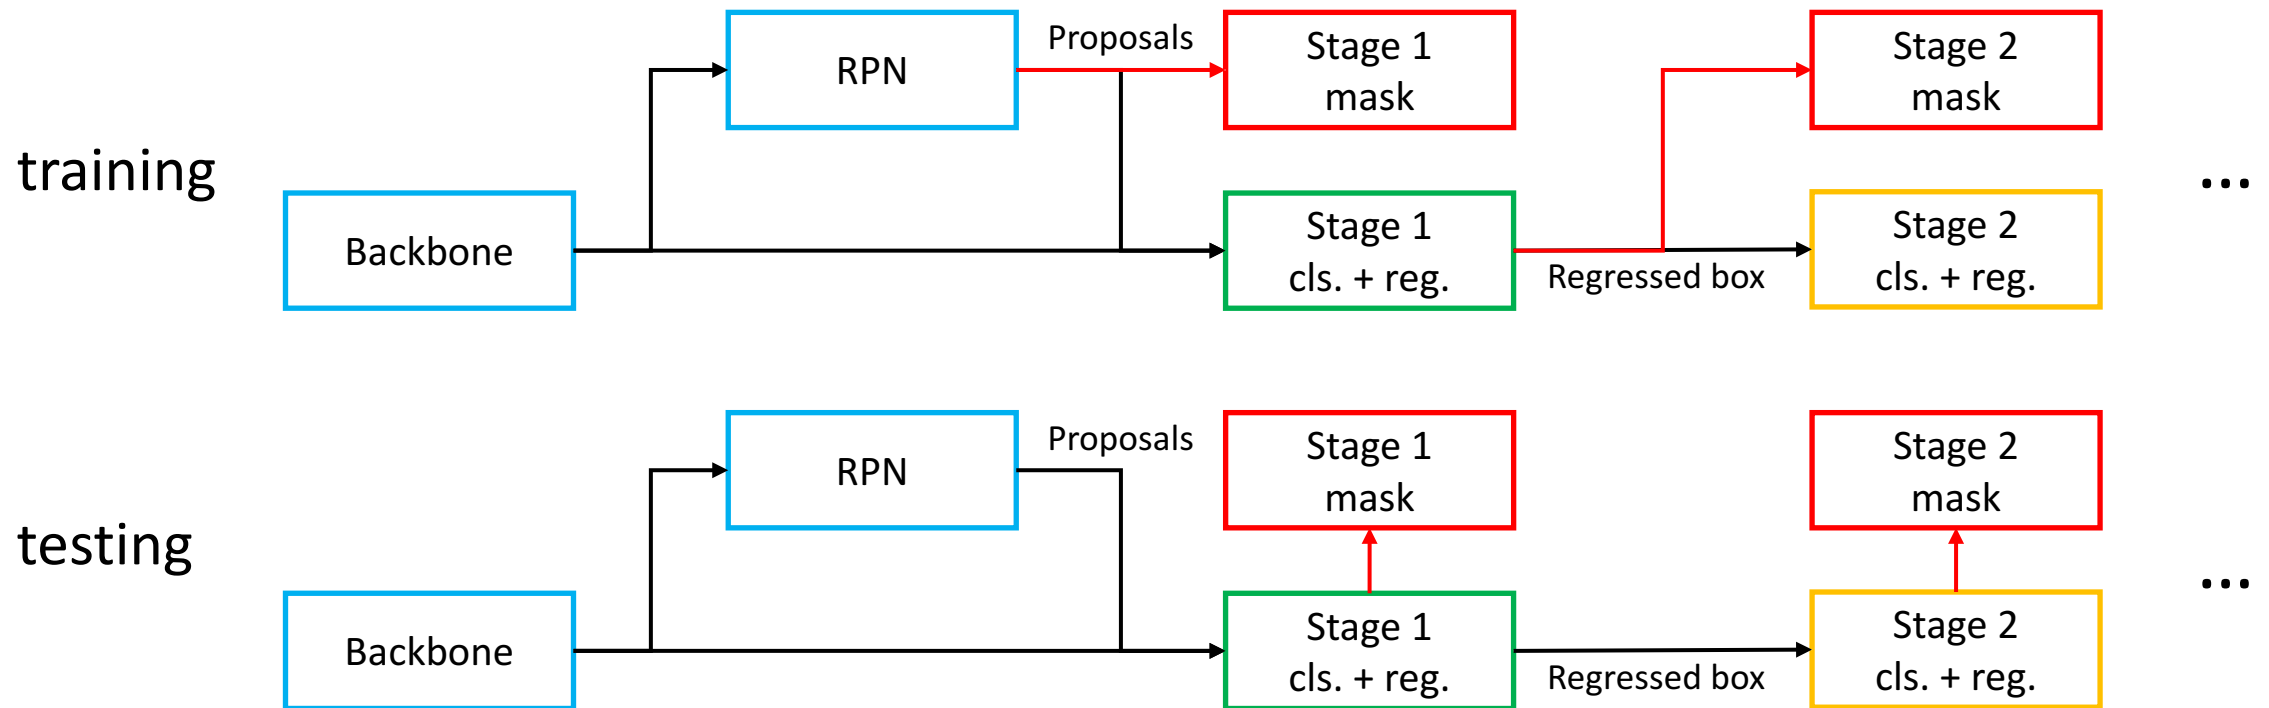 training
Backbone
RPN
Proposals
Stage 1
mask
Stage 1
cls. + reg.
Regressed box
Stage 2
mask
Stage 2
cls. + reg.
...
testing
Backbone
RPN
Proposals
Stage 1
mask
Stage 1
cls. + reg.
Regressed box
Stage 2
mask
Stage 2
cls. + reg.
...